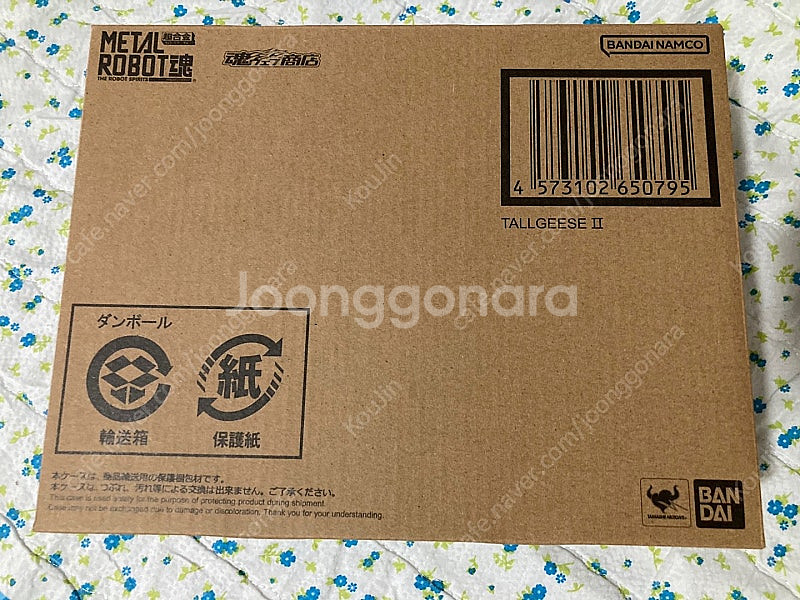 METAL 超合金
ROBOT魂
THE ROBOT SPIRITS
魂ウェブ商店
BANDAI NAMCO
4 573102 650795
TALLGEESE II
cafe.naver.com/joonggonara
Koulin
Joonggonara
ダンボール
輸送箱
紙
保護紙
本ケースは、商品輸送用の保護梱包材です。
本ケースな、つぶれ、汚れ等による交換は出来ません。ご了承ください。
This case is used solely for the purpose of protecting product during shipment.
Case may not be exchanged due to damage or discoloration. Thank you for your understanding.
TAMASHII NATIONS
BAN
DAI